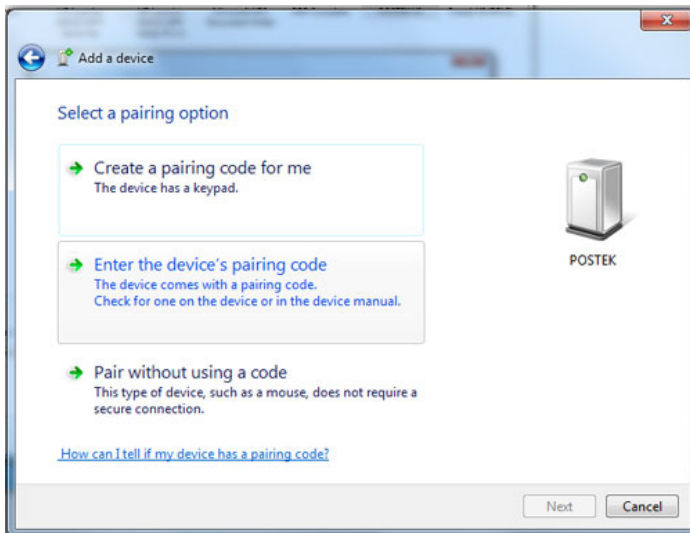 Add a device
Select a pairing option
Create a pairing code for me
The device has a keypad.
Enter the device's pairing code
The device comes with a pairing code.
Check for one on the device or in the device manual.
POSTEK
Pair without using a code
This type of device, such as a mouse, does not require a
secure connection.
How can I tell if my device has a pairing code?
Next
Cancel